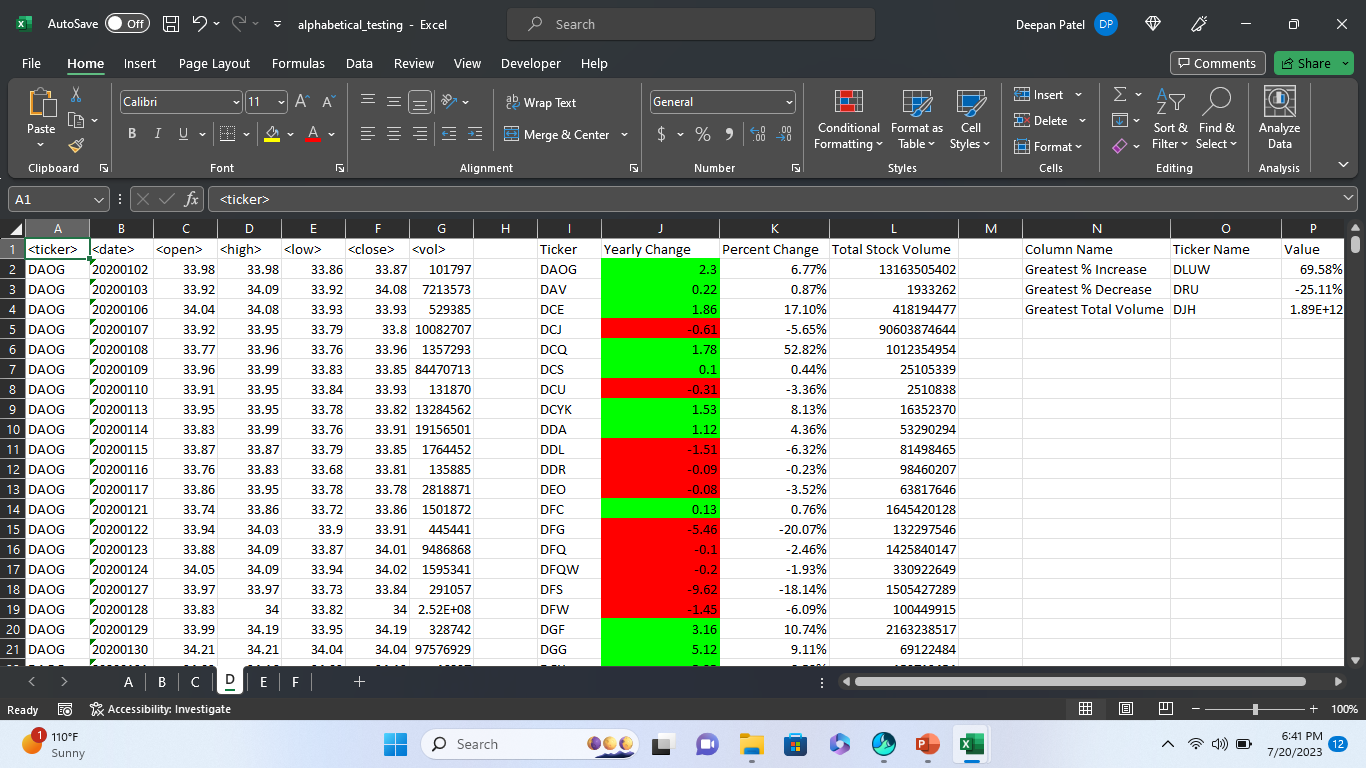 AutoSave Off alphabetical_testing - Excel Search Deepan Patel DP
File Home Insert Page Layout Formulas Data Review View Developer Help Comments Share
Paste Calibri 11 Wrap Text General Conditional Formatting Format as Table Cell Styles Insert Sort & Filter Find & Select Analyze Data
B I U A Merge & Center $ % Delete
Format
Clipboard Font Alignment Number Styles Cells Editing Analysis
A1 fx <ticker>
A B C D E F G H I J K L M N O P
1 <ticker> <date> <open> <high> <low> <close> <vol> Ticker Yearly Change Percent Change Total Stock Volume Column Name Ticker Name Value
2 DAOG 20200102 33.98 33.98 33.86 33.87 101797 DAOG 2.3 6.77% 13163505402 Greatest % Increase DLUW 69.58%
3 DAOG 20200103 33.92 34.09 33.92 34.08 7213573 DAV 0.22 0.87% 1933262 Greatest % Decrease DRU -25.11%
4 DAOG 20200106 34.04 34.08 33.93 33.93 529385 DCE 1.86 17.10% 418194477 Greatest Total Volume DJH 1.89E+12
5 DAOG 20200107 33.92 33.95 33.79 33.8 10082707 DCJ -0.61 -5.65% 90603874644
6 DAOG 20200108 33.77 33.96 33.76 33.96 1357293 DCQ 1.78 52.82% 1012354954
7 DAOG 20200109 33.96 33.99 33.83 33.85 84470713 DCS 0.1 0.44% 25105339
8 DAOG 20200110 33.91 33.95 33.84 33.93 131870 DCU -0.31 -3.36% 2510838
9 DAOG 20200113 33.95 33.95 33.78 33.82 13284562 DCYK 1.53 8.13% 16352370
10 DAOG 20200114 33.83 33.99 33.76 33.91 19156501 DDA 1.12 4.36% 53290294
11 DAOG 20200115 33.87 33.87 33.79 33.85 1764452 DDL -1.51 -6.32% 81498465
12 DAOG 20200116 33.76 33.83 33.68 33.81 135885 DDR -0.09 -0.23% 98460207
13 DAOG 20200117 33.86 33.95 33.78 33.78 2818871 DEO -0.08 -3.52% 63817646
14 DAOG 20200121 33.74 33.86 33.72 33.86 1501872 DFC 0.13 0.76% 1645420128
15 DAOG 20200122 33.94 34.03 33.9 33.91 445441 DFG -5.46 -20.07% 132297546
16 DAOG 20200123 33.88 34.09 33.87 34.01 9486868 DFQ -0.1 -2.46% 1425840147
17 DAOG 20200124 34.05 34.09 33.94 34.02 1595341 DFQW -0.2 -1.93% 330922649
18 DAOG 20200127 33.97 33.97 33.73 33.84 291057 DFS -9.62 -18.14% 1505427289
19 DAOG 20200128 33.83 34 33.82 34 2.52E+08 DFW -1.45 -6.09% 100449915
20 DAOG 20200129 33.99 34.19 33.95 34.19 328742 DGF 3.16 10.74% 2163238517
21 DAOG 20200130 34.21 34.21 34.04 34.04 97576929 DGG 5.12 9.11% 69122484
A B C D E F
Ready Accessibility: Investigate 100%
1 110°F Search 6:41 PM
Sunny 7/20/2023 12